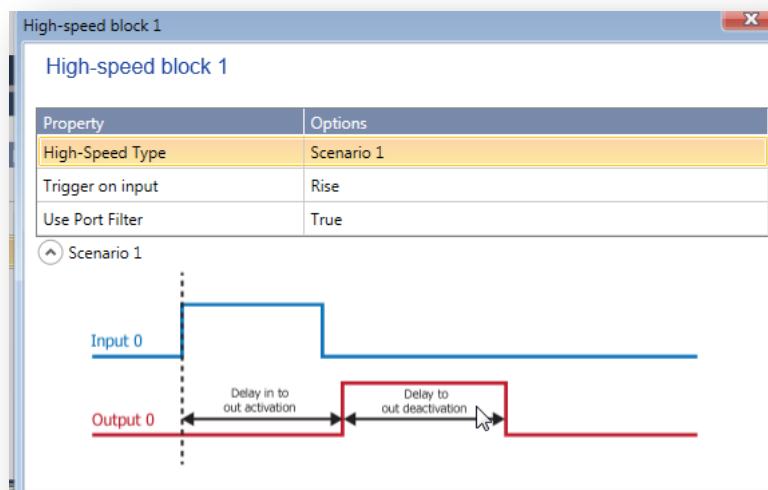 High-speed block 1
High-speed block 1
Property Options
High-Speed Type Scenario 1
Trigger on input Rise
Use Port Filter True
Scenario 1
Input 0
Delay in to
out activation
Delay to
out deactivation
Output 0